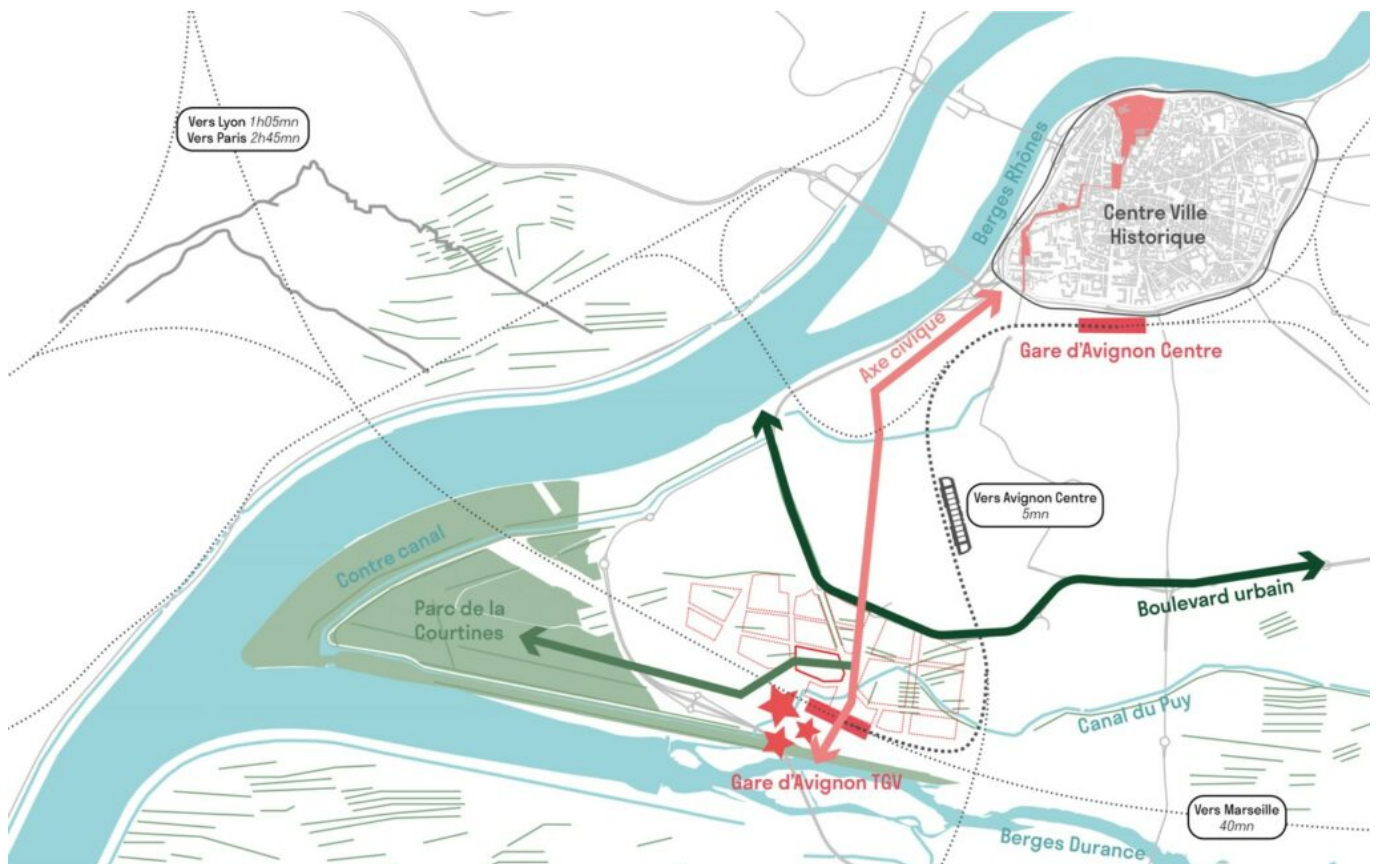 Vers Lyon 1h05mn
Vers Paris 2h45mn
Berges Rhônes
Centre Ville
Historique
Axe civique
Gare d'Avignon Centre
Vers Avignon Centre
5mn
Contre canal
Parc de la
Courtines
Boulevard urbain
Canal du Puy
Gare d'Avignon TGV
Vers Marseille
40mn
Berges Durance